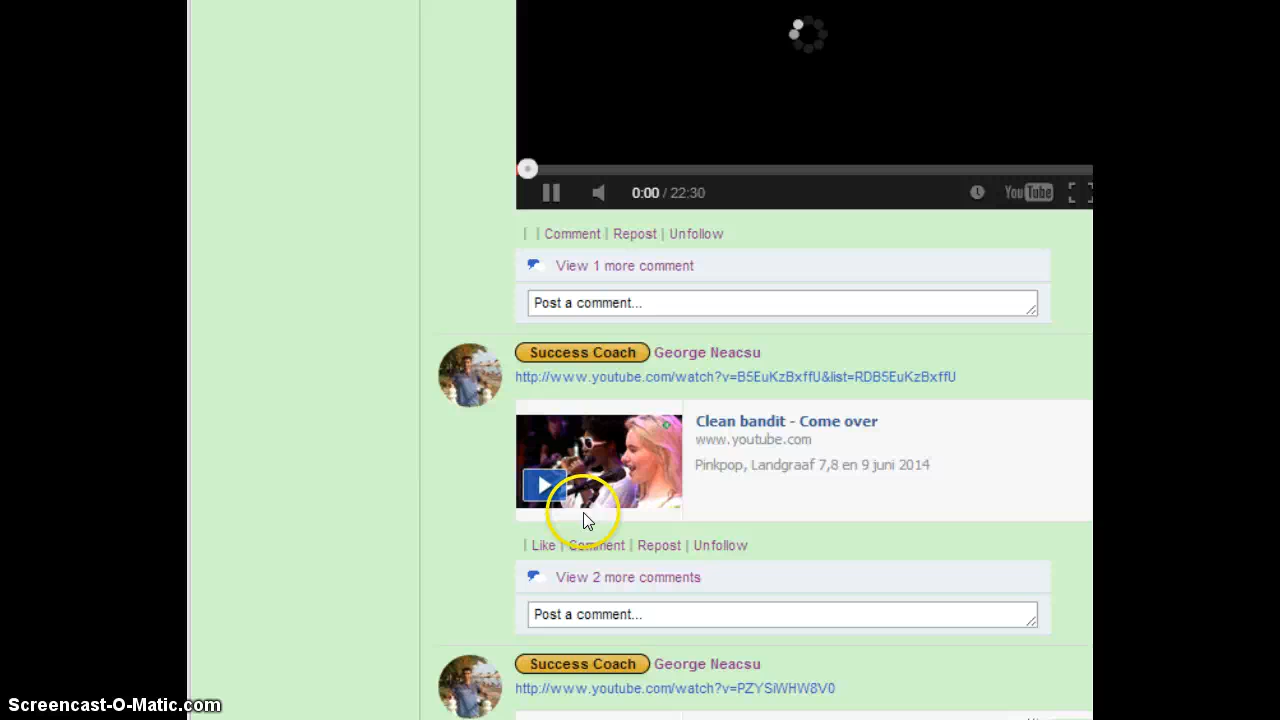 0:00 / 22:30
YouTube
| | Comment | Repost | Unfollow
View 1 more comment
Post a comment...
Success Coach George Neacsu
http://www.youtube.com/watch?v=B5EuKzBxffU&list=RDB5EuKzBxffU
Clean bandit - Come over
www.youtube.com
Pinkpop, Landgraaf 7,8 en 9 juni 2014
| Like | Comment | Repost | Unfollow
View 2 more comments
Post a comment...
Success Coach George Neacsu
http://www.youtube.com/watch?v=PZYSiWHW8V0
Screencast-O-Matic.com